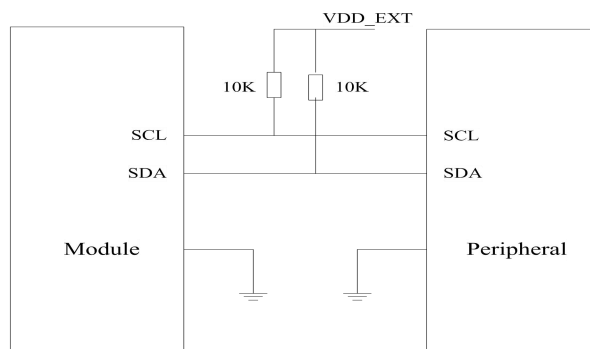 VDD_EXT
10K 10K
SCL SCL
SDA SDA
Module Peripheral